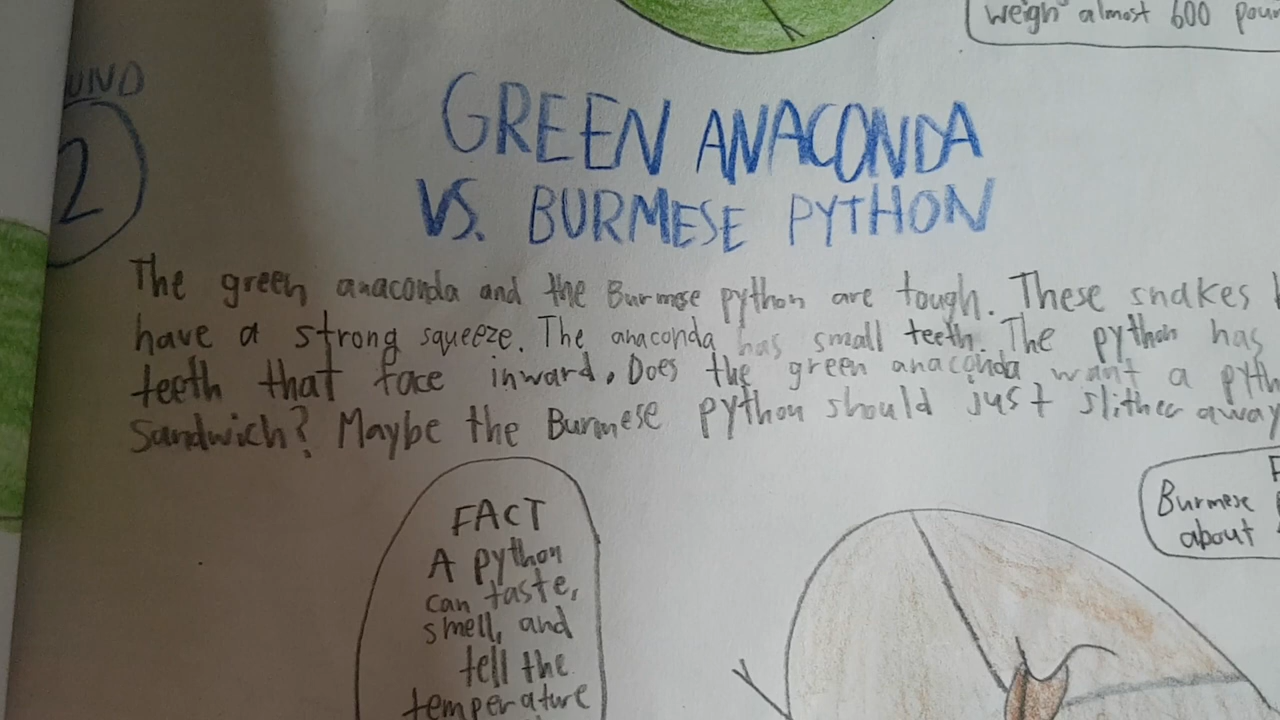 weigh almost 600
UND
2
GREEN ANACONDA
VS. BURMESE PYTHON
The green anaconda and the Burmese python are tough. These snakes
have a strong squeeze. The anaconda has small teeth. The python has
teeth that face inward. Does the green anaconda want a
sandwich? Maybe the Burmese python should just slither away
FACT
A python
can taste,
smell, and
tell the
temperature
Burmese
about